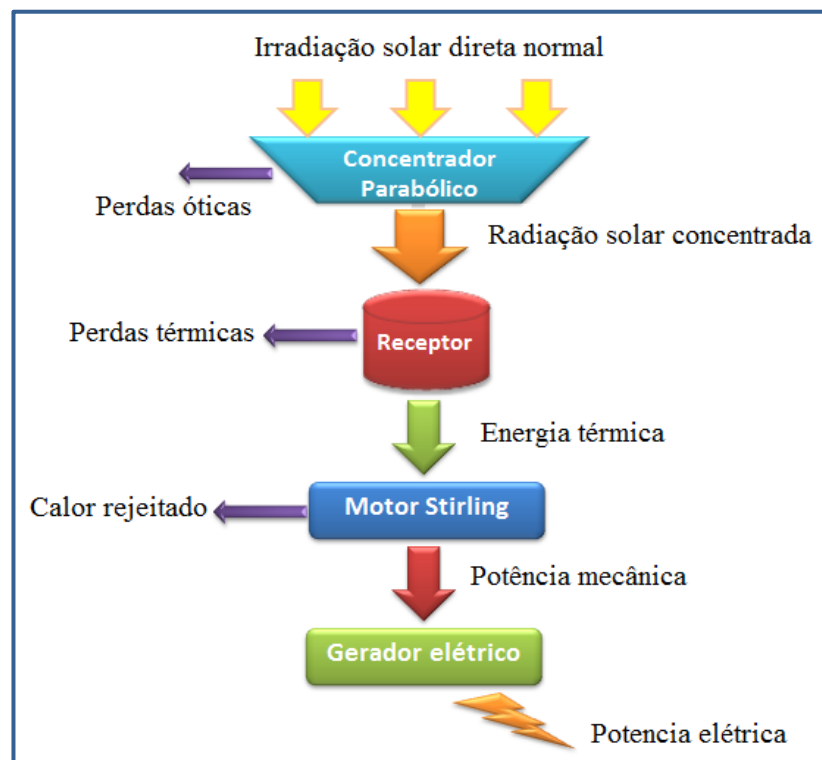 Irradiação solar direta normal
Concentrador
Parabólico
Perdas óticas
Radiação solar concentrada
Perdas térmicas
Receptor
Energia térmica
Calor rejeitado
Motor Stirling
Potência mecânica
Gerador elétrico
Potencia elétrica